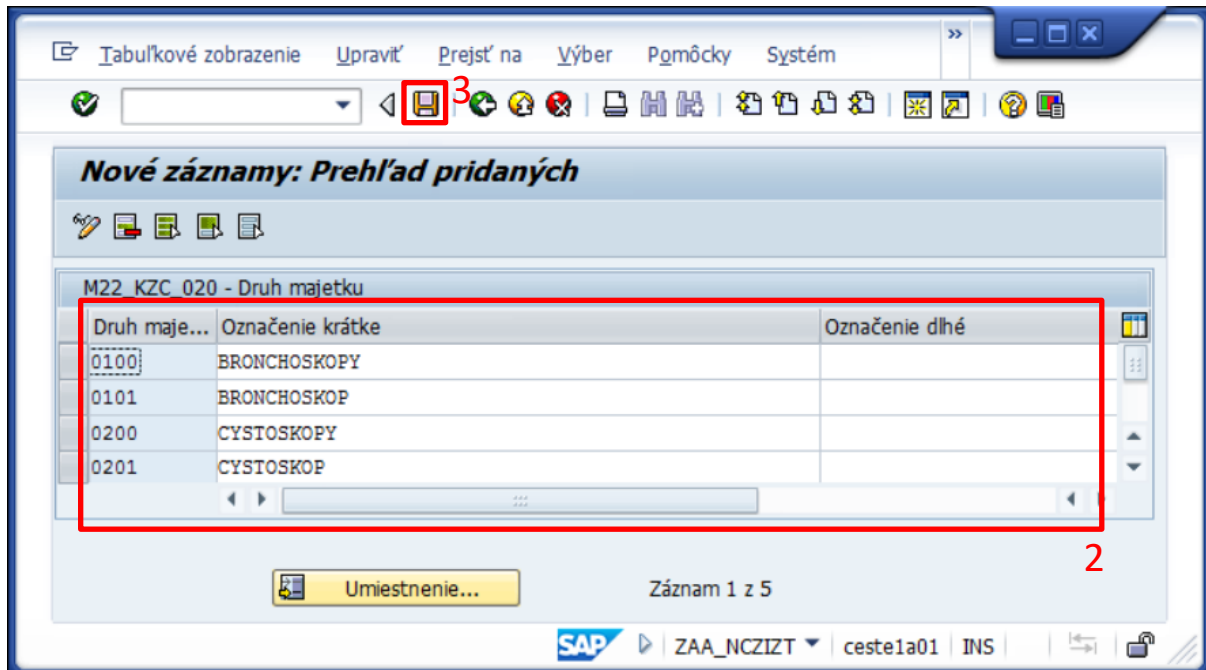 Tabuľkové zobrazenie Upraviť Prejsť na Výber Pomôcky Systém »
3
Nové záznamy: Prehľad pridaných
M22_KZC_020 - Druh majetku
Druh maje... Označenie krátke Označenie dlhé
0100 BRONCHOSKOPY
0101 BRONCHOSKOP
0200 CYSTOSKOPY
0201 CYSTOSKOP
2
Umiestnenie... Záznam 1 z 5
SAP ZAA_NCZIZT ceste1a01 INS